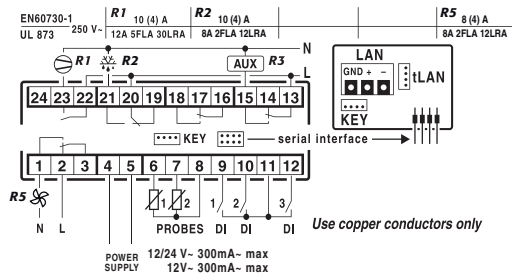 EN60730-1
UL 873
250 V~
R1 10 (4) A
12A 5FLA 30LRA
R2 10 (4) A
8A 2FLA 12LRA
R5 8 (4) A
8A 2FLA 12LRA
N
R1 R2 AUX R3
L
24 23 22 21 20 19 18 17 16 15 14 13
LAN
GND + −
tLAN
KEY
KEY serial interface
1 2 3 4 5 6 7 8 9 10 11 12
R5
1 2 1 2 3
N L PROBES DI DI DI
Use copper conductors only
POWER SUPPLY
12/24 V~ 300mA~ max
12V~ 300mA~ max